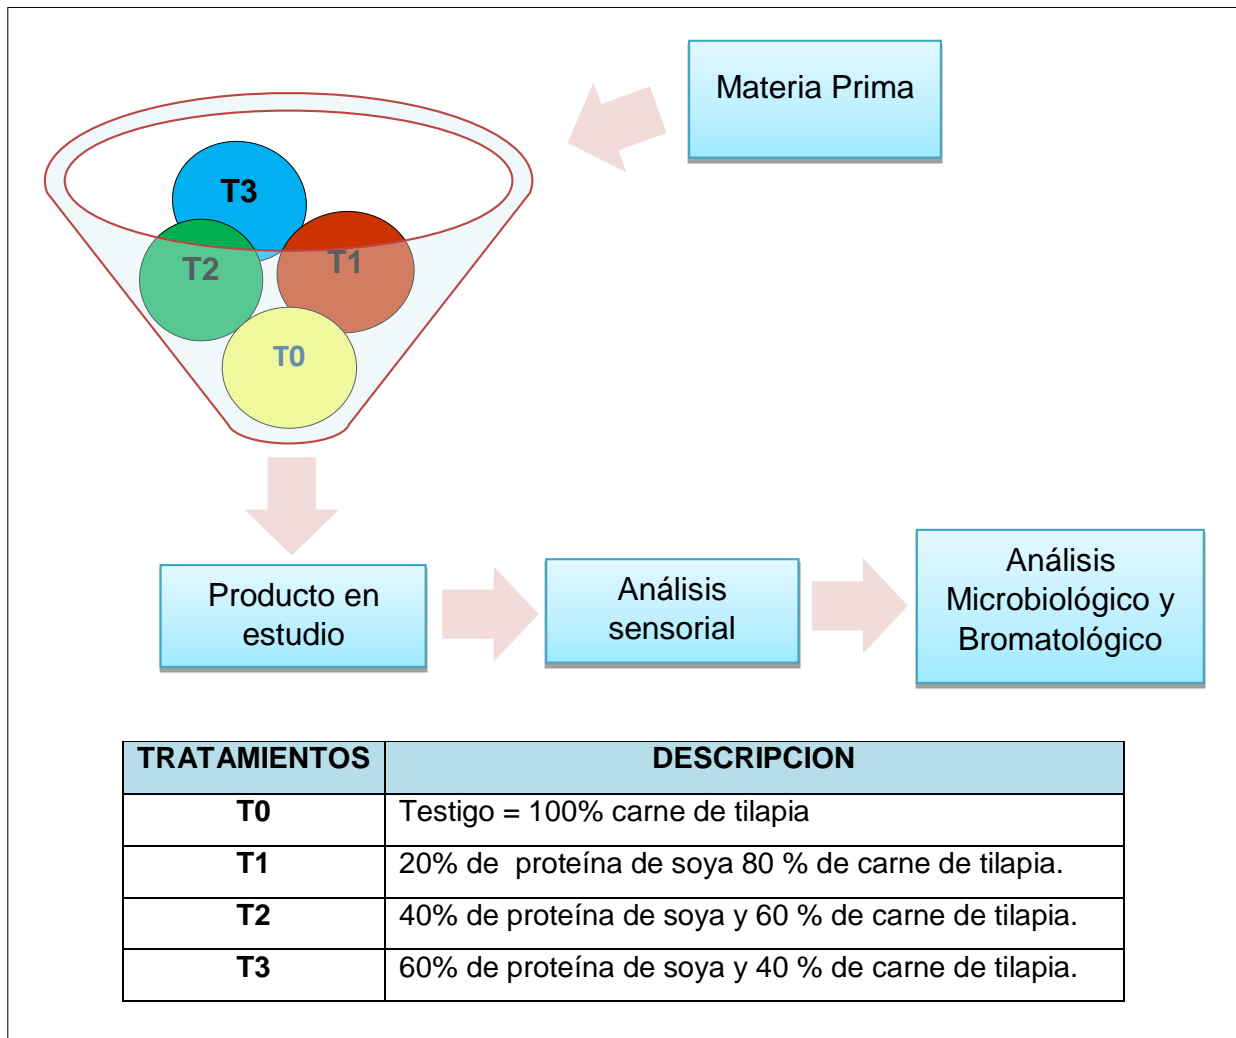 Materia Prima
T3
T2
T1
T0
Producto en
estudio
Análisis
sensorial
Análisis
Microbiológico y
Bromatológico
TRATAMIENTOS DESCRIPCION
T0 Testigo = 100% carne de tilapia
T1 20% de proteína de soya 80 % de carne de tilapia.
T2 40% de proteína de soya y 60 % de carne de tilapia.
T3 60% de proteína de soya y 40 % de carne de tilapia.